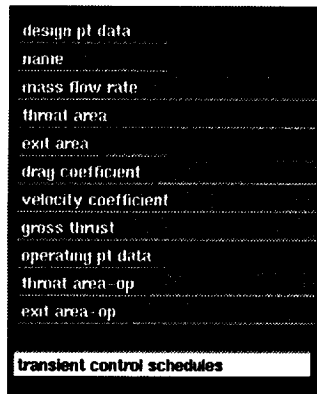 design pt data
name
mass flow rate
throat area
exit area
drag coefficient
velocity coefficient
gross thrust
operating pt data
throat area-op
exit area-op
transient control schedules